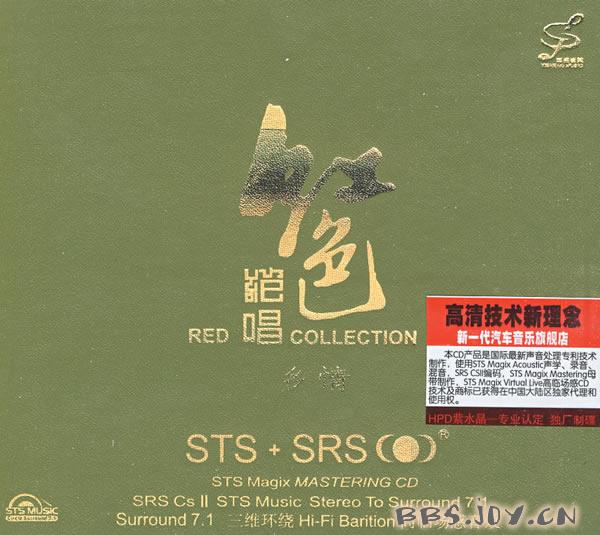 红色
絕唱
RED COLLECTION
乡情
高清技术新理念
新一代汽车音乐旗舰店
本CD产品是国际最新声音处理专利技术
制作，使用STS Magix Acoustic声学、录音、
混音，SRS CSII编码，STS Magix Mastering母
带制作，STS Magix Virtual Live高临场感CD
技术及商标已获得在中国大陆区独家代理和
使用权。
HPD紫水晶—专业认定 独厂制碟
STS + SRS ®
STS Magix MASTERING CD
SRS Cs II STS Music Stereo To Surround 7.1
Surround 7.1 三维环绕 Hi-Fi Barition
STS MUSIC
BBS.JOY.CN